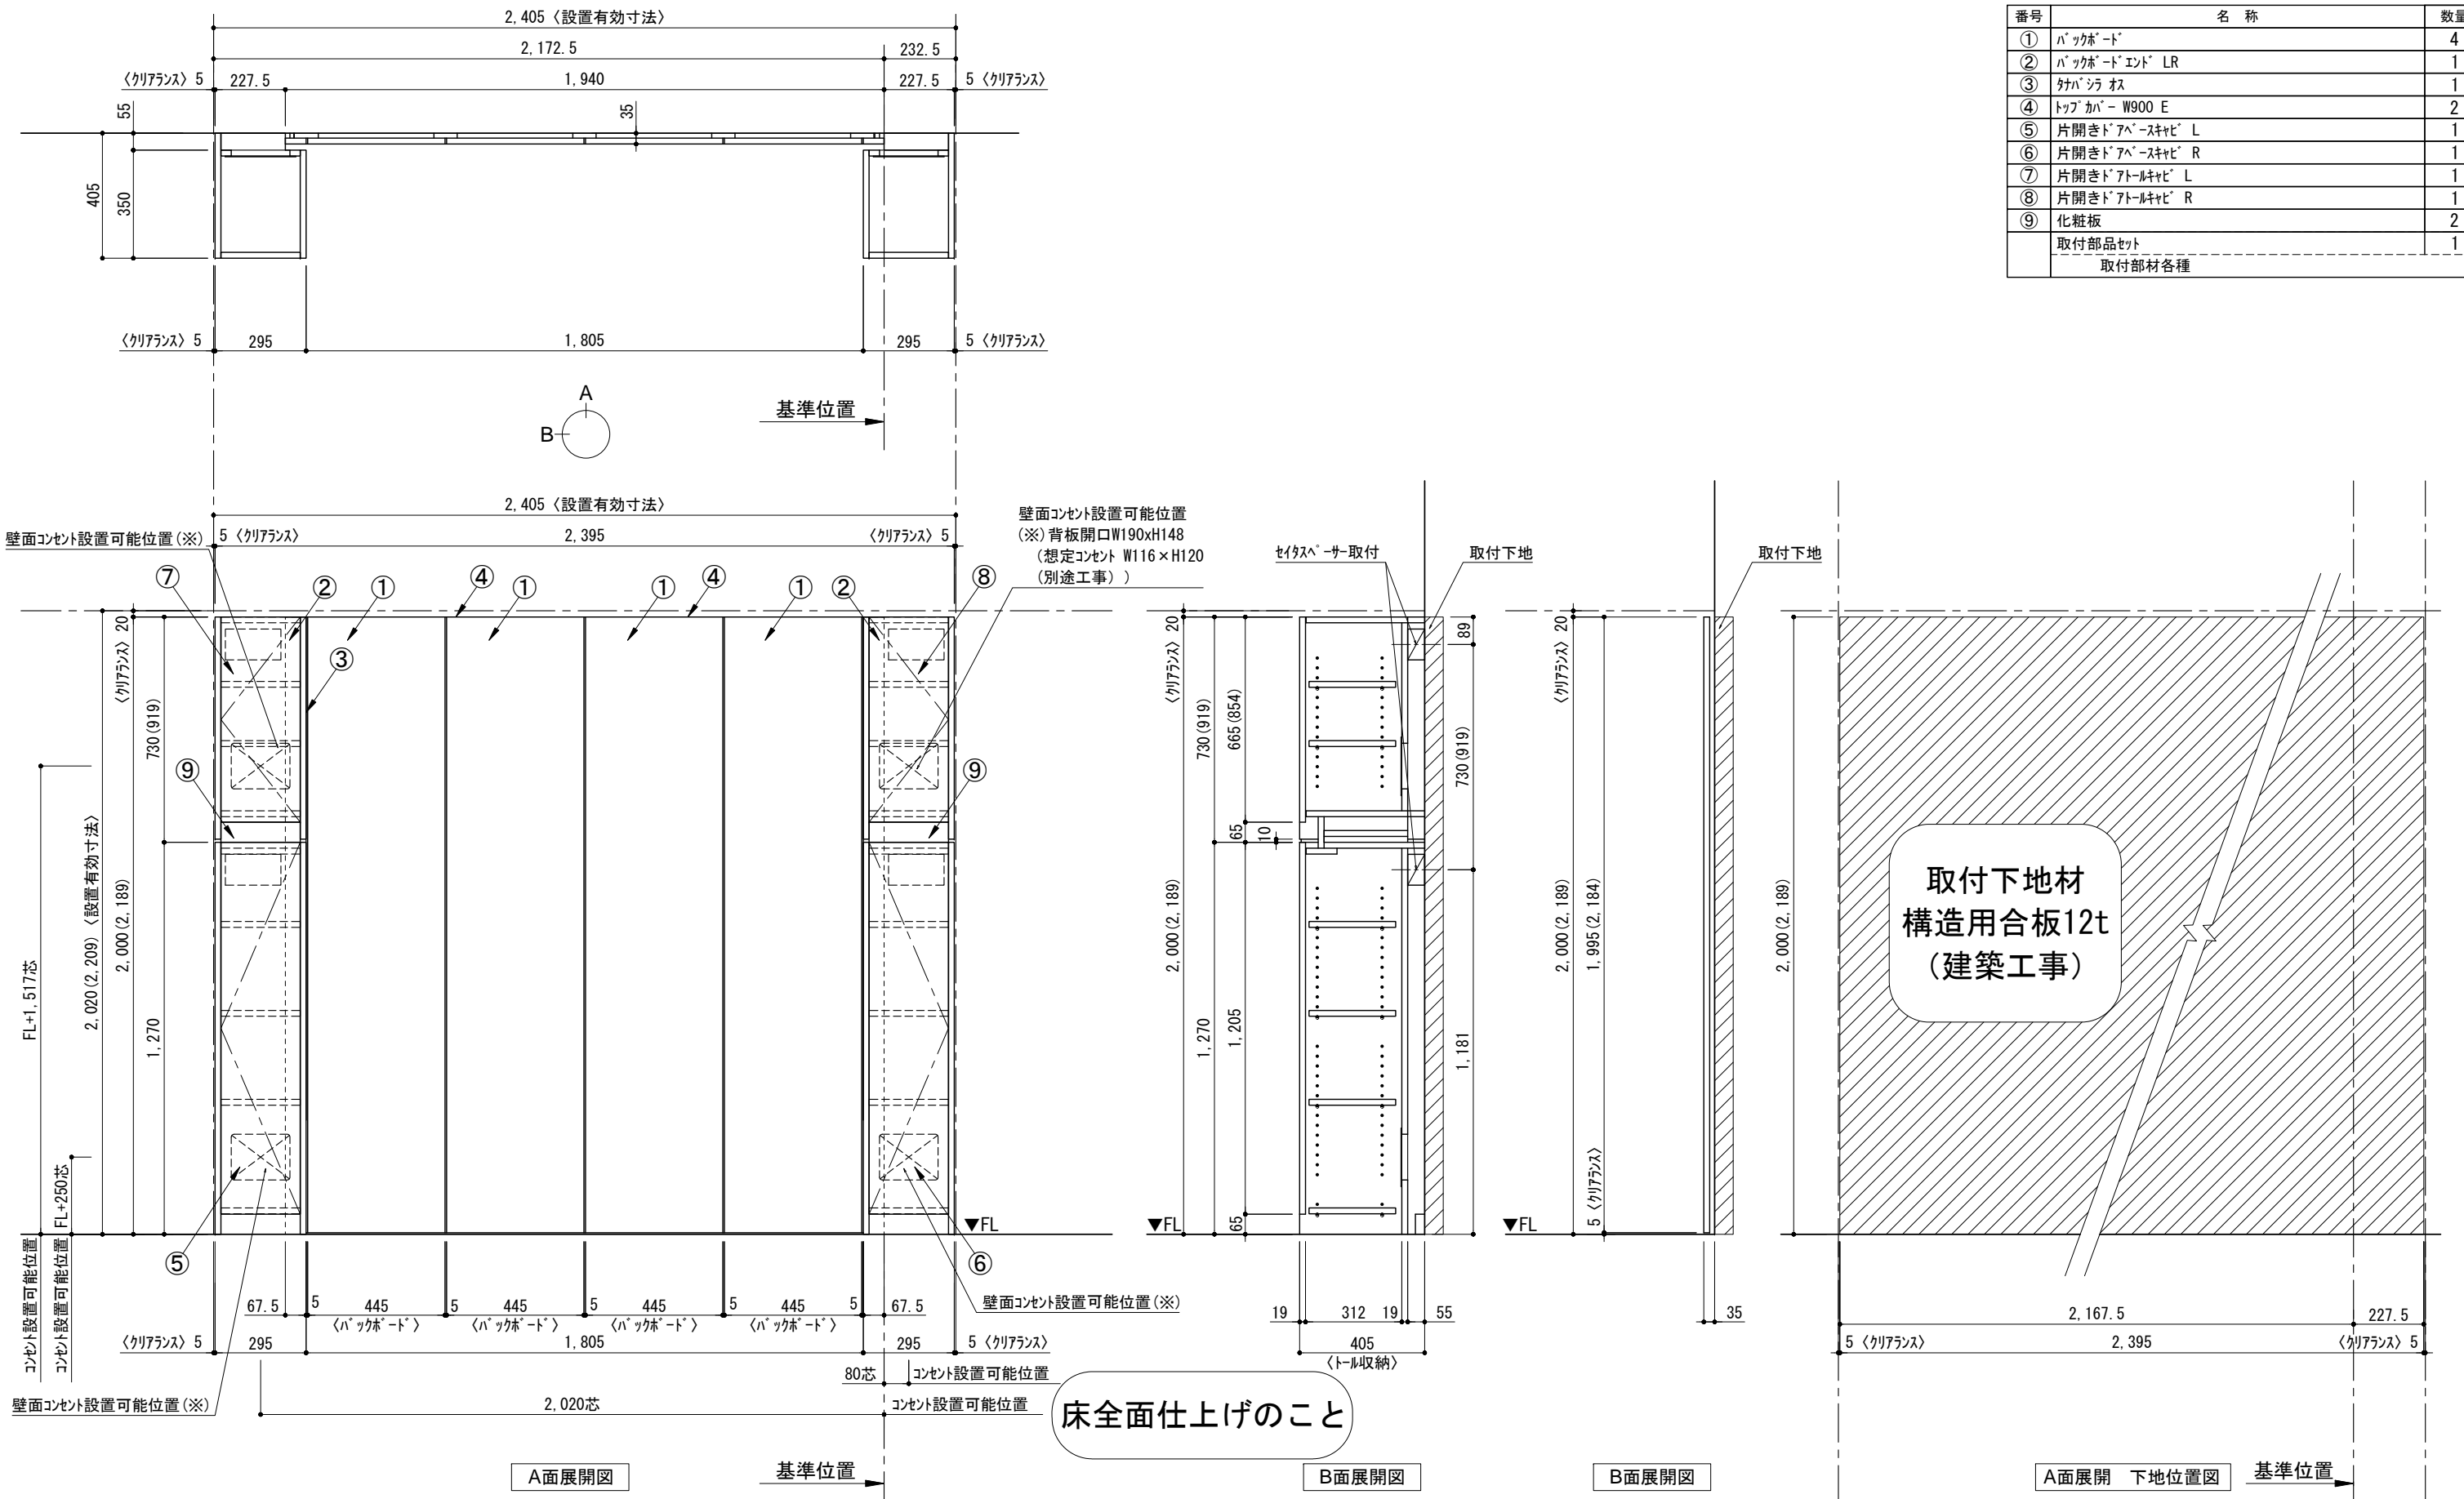 2,405〈設置有効寸法〉
2,172.5
232.5
〈ｸﾘｱﾗﾝｽ〉5
227.5
1,940
227.5
5〈ｸﾘｱﾗﾝｽ〉
55
35
405
350
〈ｸﾘｱﾗﾝｽ〉5
295
1,805
295
5〈ｸﾘｱﾗﾝｽ〉
A
B
基準位置
番号 名 称 数量
① ﾊﾞｯｸﾎﾞｰﾄﾞ 4
② ﾊﾞｯｸﾎﾞｰﾄﾞｴﾝﾄﾞ LR 1
③ ﾀﾅﾊﾞｼﾗ ｵｽ 1
④ ﾄｯﾌﾟｶﾊﾞｰ W900 E 2
⑤ 片開きﾄﾞｱﾍﾞｰｽｷｬﾋﾞ L 1
⑥ 片開きﾄﾞｱﾍﾞｰｽｷｬﾋﾞ R 1
⑦ 片開きﾄﾞｱﾄｰﾙｷｬﾋﾞ L 1
⑧ 片開きﾄﾞｱﾄｰﾙｷｬﾋﾞ R 1
⑨ 化粧板 2
取付部品ｾｯﾄ 1
取付部材各種
2,405〈設置有効寸法〉
壁面ｺﾝｾﾝﾄ設置可能位置(※)
5〈ｸﾘｱﾗﾝｽ〉
2,395
〈ｸﾘｱﾗﾝｽ〉5
壁面ｺﾝｾﾝﾄ設置可能位置
(※)背板開口W190xH148
(想定ｺﾝｾﾝﾄ W116×H120
(別途工事))
⑦
②
①
④
①
①
④
①
②
⑧
③
⑨
⑨
⑤
⑥
〈ｸﾘｱﾗﾝｽ〉20
730(919)
1,270
2,000(2,189)
2,020(2,209)〈設置有効寸法〉
FL+1,517芯
FL+250芯
ｺﾝｾﾝﾄ設置可能位置
ｺﾝｾﾝﾄ設置可能位置
▼FL
67.5
5
445
5
445
5
445
5
445
5
67.5
〈ﾊﾞｯｸﾎﾞｰﾄﾞ〉
〈ﾊﾞｯｸﾎﾞｰﾄﾞ〉
〈ﾊﾞｯｸﾎﾞｰﾄﾞ〉
〈ﾊﾞｯｸﾎﾞｰﾄﾞ〉
壁面ｺﾝｾﾝﾄ設置可能位置(※)
〈ｸﾘｱﾗﾝｽ〉5
295
1,805
295
5〈ｸﾘｱﾗﾝｽ〉
80芯
ｺﾝｾﾝﾄ設置可能位置
壁面ｺﾝｾﾝﾄ設置可能位置(※)
2,020芯
ｺﾝｾﾝﾄ設置可能位置
床全面仕上げのこと
A面展開図
基準位置
ｾｲﾀｽﾍﾟｰｻｰ取付
取付下地
〈ｸﾘｱﾗﾝｽ〉20
730(919)
665(854)
65
10
2,000(2,189)
1,270
1,205
65
89
730(919)
1,181
▼FL
19
312
19
55
405
〈ﾄｰﾙ収納〉
B面展開図
取付下地
〈ｸﾘｱﾗﾝｽ〉20
2,000(2,189)
1,995(2,184)
5〈ｸﾘｱﾗﾝｽ〉
▼FL
35
B面展開図
2,000(2,189)
取付下地材
構造用合板12t
(建築工事)
2,167.5
227.5
5〈ｸﾘｱﾗﾝｽ〉
2,395
〈ｸﾘｱﾗﾝｽ〉5
A面展開 下地位置図
基準位置